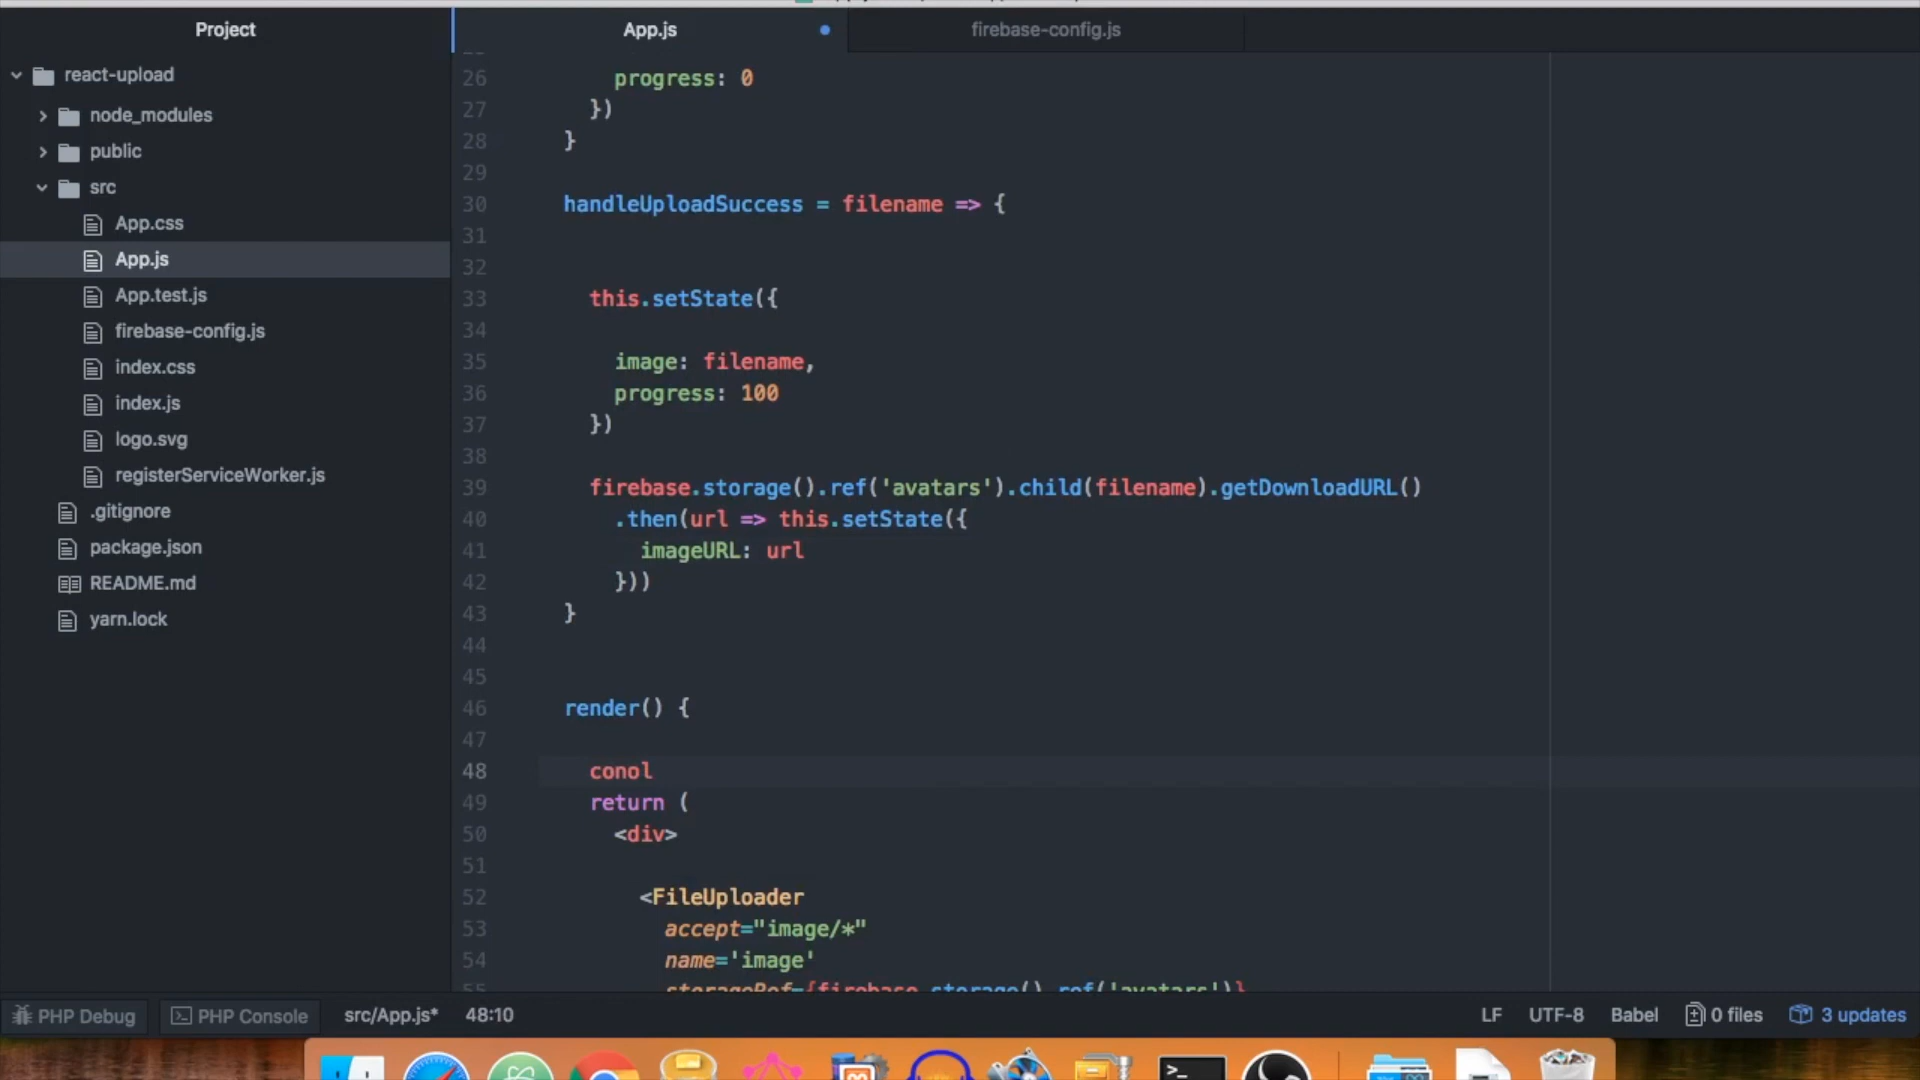 Project
App.js
firebase-config.js
react-upload
node_modules
public
src
App.css
App.js
App.test.js
firebase-config.js
index.css
index.js
logo.svg
registerServiceWorker.js
.gitignore
package.json
README.md
yarn.lock
26 progress: 0
27 })
28 }
29
30 handleUploadSuccess = filename => {
31
32
33 this.setState({
34
35 image: filename,
36 progress: 100
37 })
38
39 firebase.storage().ref('avatars').child(filename).getDownloadURL()
40 .then(url => this.setState({
41 imageURL: url
42 }))
43 }
44
45
46 render() {
47
48 conol
49 return (
50 <div>
51
52 <FileUploader
53 accept="image/*"
54 name='image'
55 storageRef={firebase.storage().ref('avatars')}
PHP Debug
PHP Console
src/App.js*
48:10
LF
UTF-8
Babel
0 files
3 updates